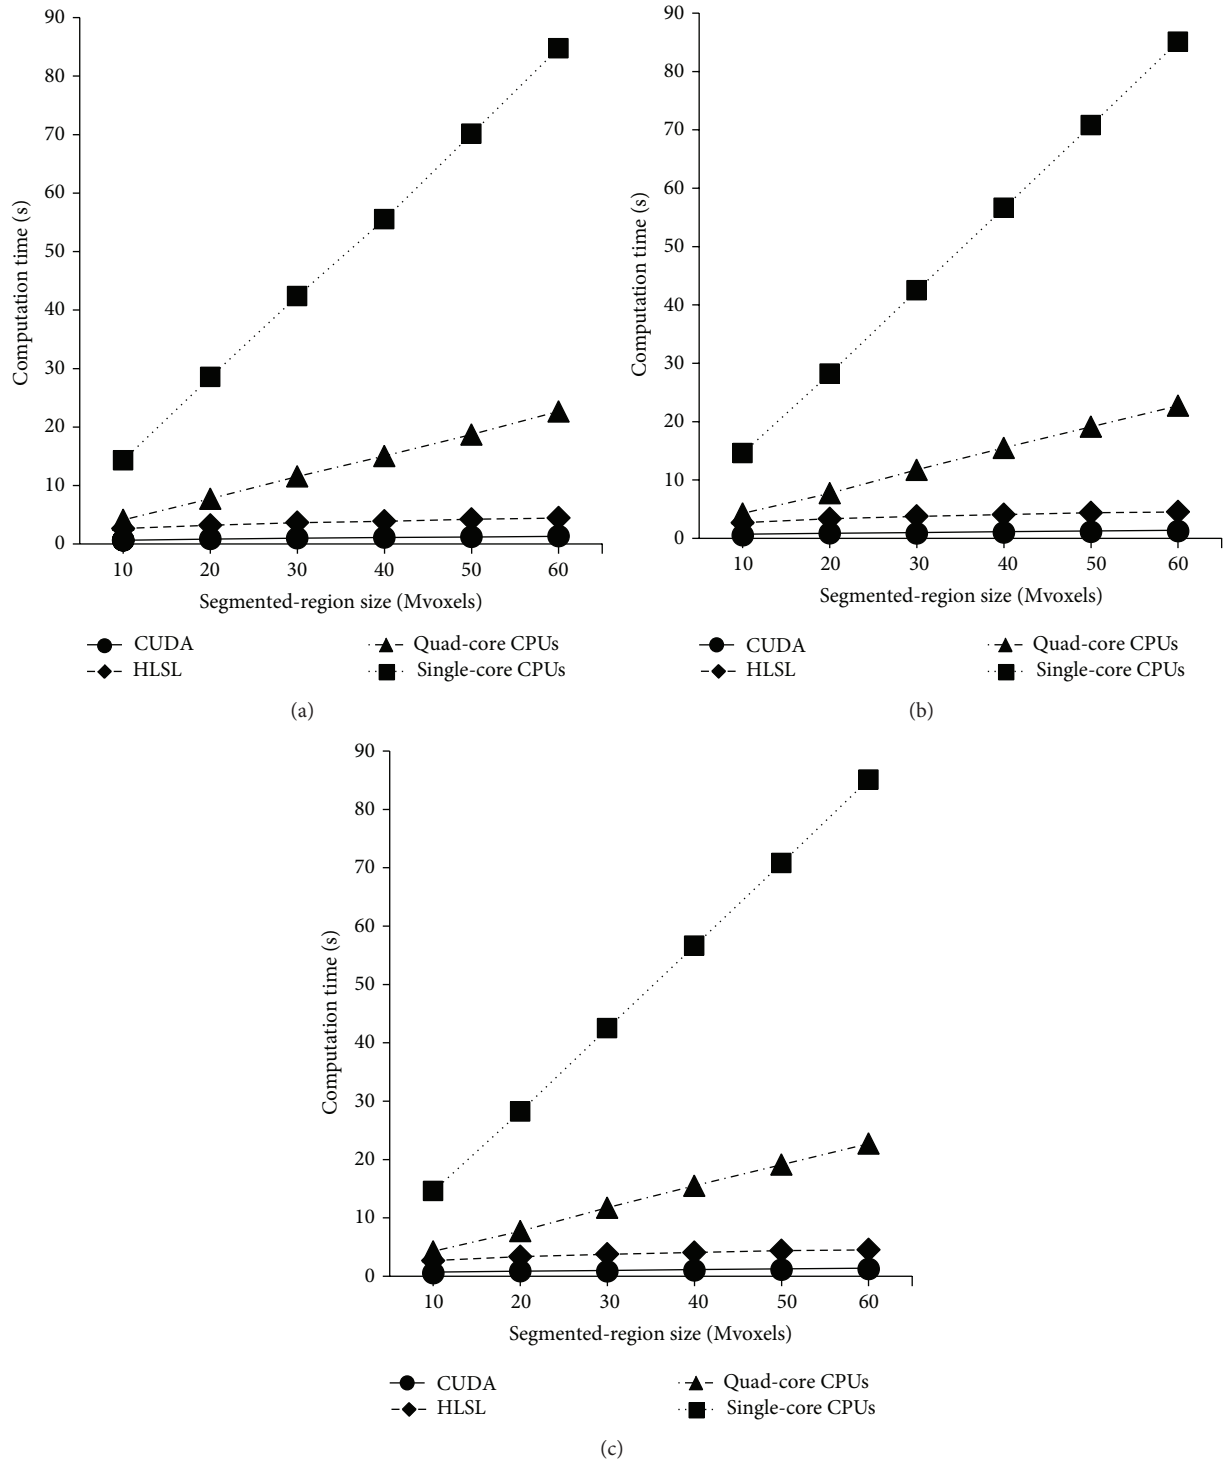 90
80
70
60
50
40
30
20
10
0
Computation time (s)
10 20 30 40 50 60
Segmented-region size (Mvoxels)
CUDA
HLSL
Quad-core CPUs
Single-core CPUs
(a)
90
80
70
60
50
40
30
20
10
0
Computation time (s)
10 20 30 40 50 60
Segmented-region size (Mvoxels)
CUDA
HLSL
Quad-core CPUs
Single-core CPUs
(b)
90
80
70
60
50
40
30
20
10
0
Computation time (s)
10 20 30 40 50 60
Segmented-region size (Mvoxels)
CUDA
HLSL
Quad-core CPUs
Single-core CPUs
(c)